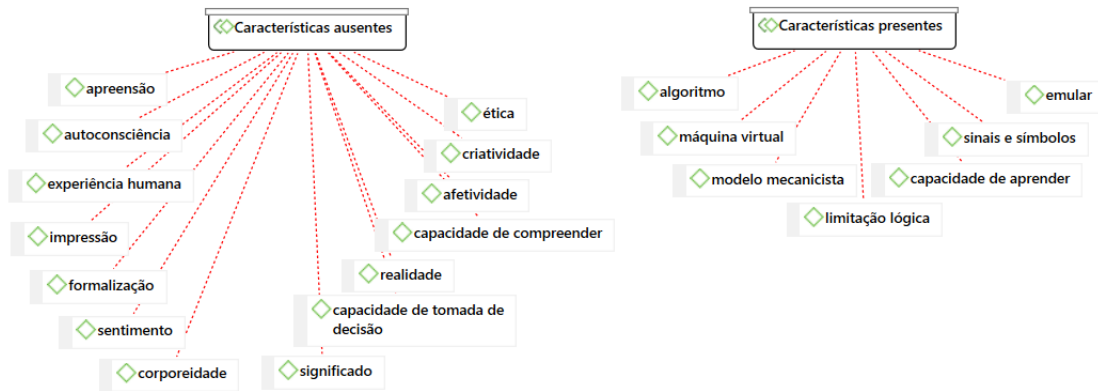 Características ausentes
apreensão
autoconsciência
experiência humana
impressão
formalização
sentimento
corporeidade
ética
criatividade
afetividade
capacidade de compreender
realidade
capacidade de tomada de
decisão
significado
Características presentes
algoritmo
máquina virtual
modelo mecanicista
limitação lógica
emular
sinais e símbolos
capacidade de aprender